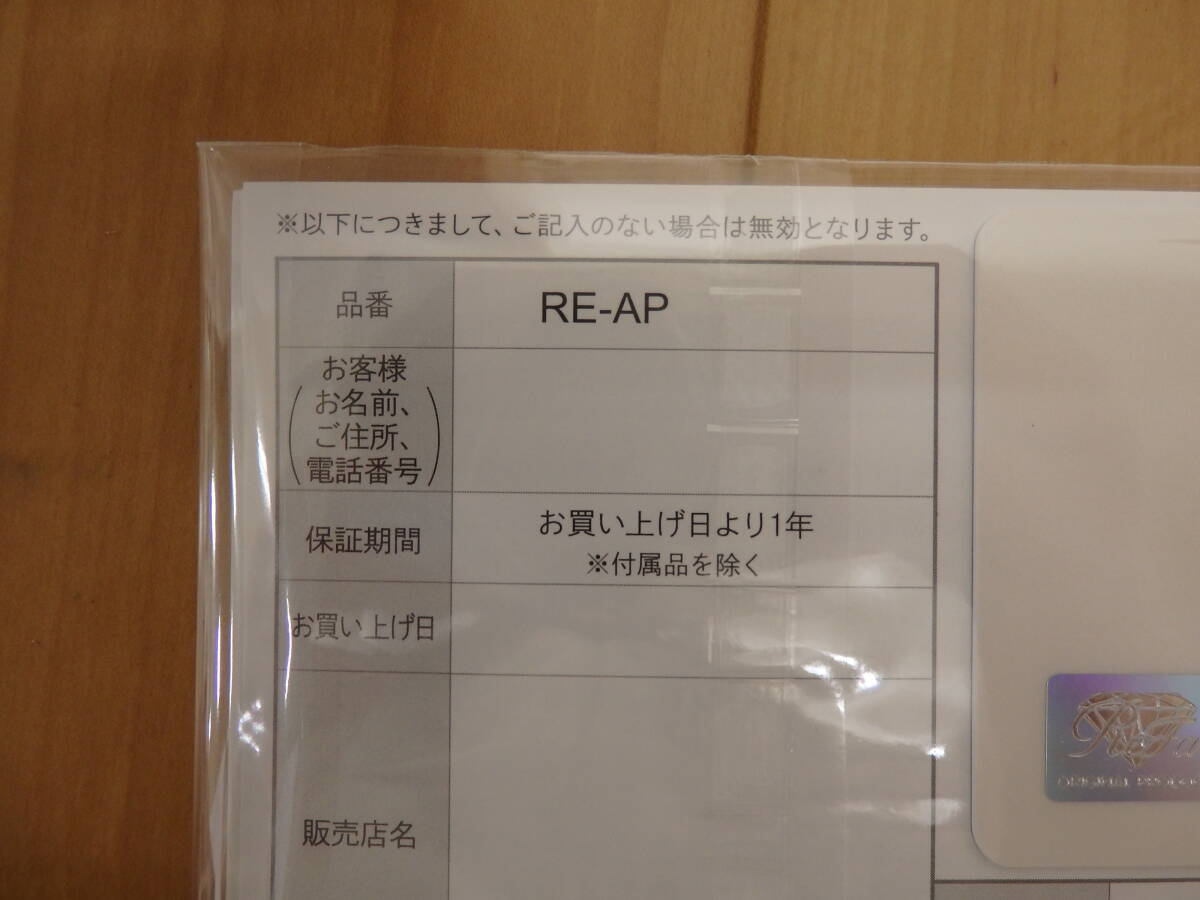 ※以下につきまして、ご記入のない場合は無効となります。
品番
RE-AP
お客様
お名前、
ご住所、
電話番号
保証期間
お買い上げ日より1年
※付属品を除く
お買い上げ日
販売店名
ReFa
ORIGINAL